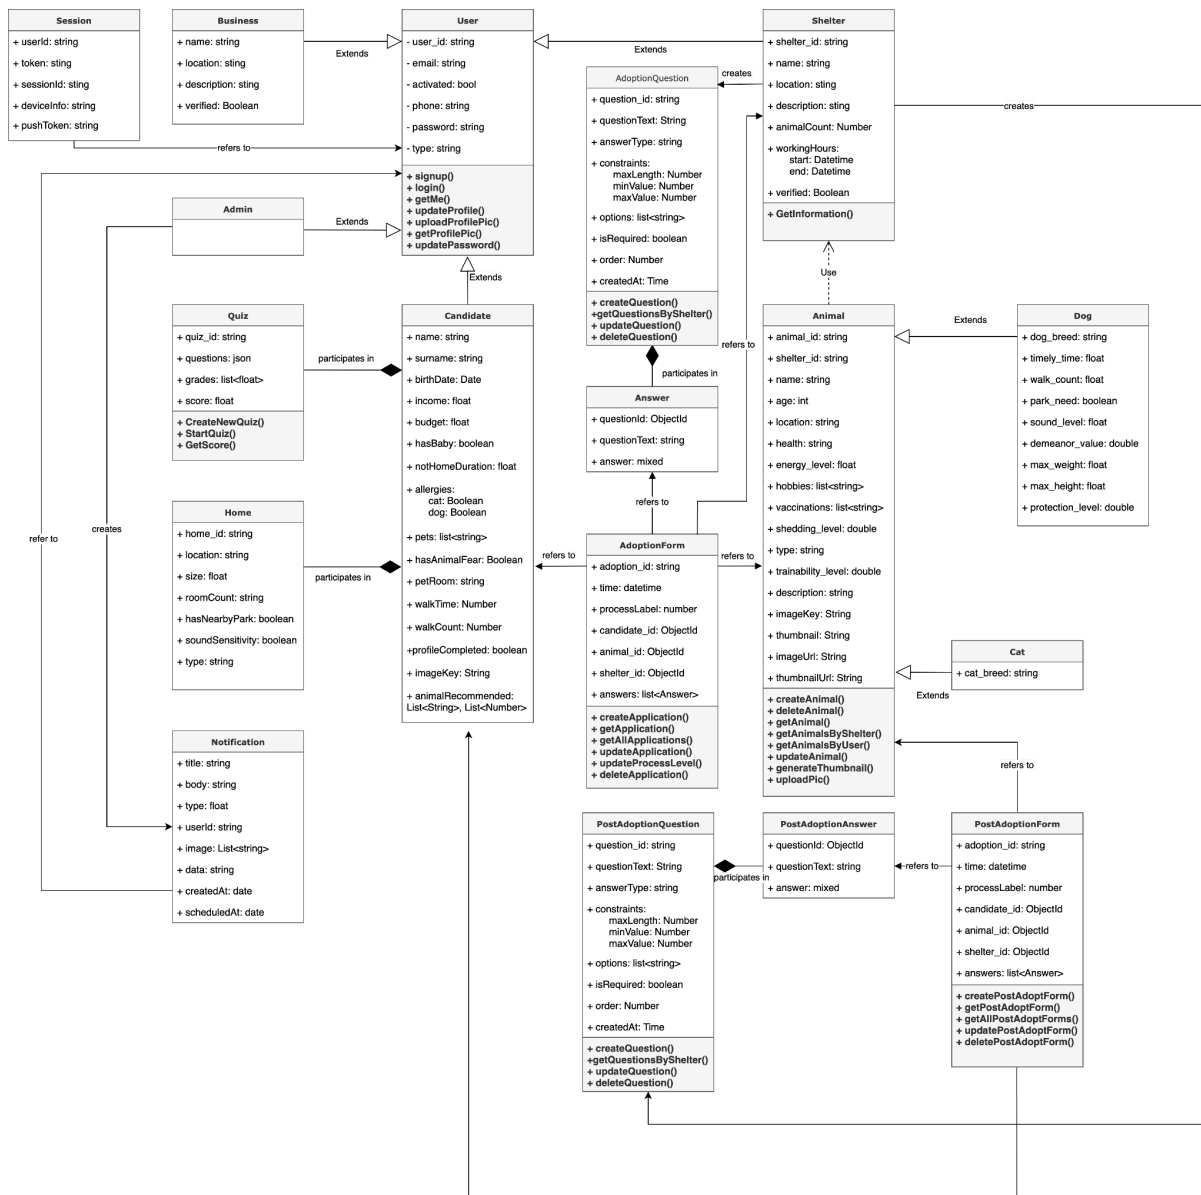 Session
+ userId: string
+ token: sting
+ sessionId: sting
+ deviceInfo: string
+ pushToken: string
Business
+ name: string
+ location: sting
+ description: sting
+ verified: Boolean
Extends
User
- user_id: string
- email: string
- activated: bool
- phone: string
- password: string
- type: string
+ signup()
+ login()
+ getMe()
+ updateProfile()
+ uploadProfilePic()
+ getProfilePic()
+ updatePassword()
refers to
Extends
Shelter
+ shelter_id: string
+ name: string
+ location: sting
+ description: sting
+ animalCount: Number
+ workingHours:
start: Datetime
end: Datetime
+ verified: Boolean
+ GetInformation()
creates
creates
AdoptionQuestion
+ question_id: string
+ questionText: String
+ answerType: string
+ constraints:
maxLength: Number
minValue: Number
maxValue: Number
+ options: list<string>
+ isRequired: boolean
+ order: Number
+ createdAt: Time
+ createQuestion()
+getQuestionsByShelter()
+ updateQuestion()
+ deleteQuestion()
Admin
Extends
Extends
Use
refers to
participates in
Quiz
+ quiz_id: string
+ questions: json
+ grades: list<float>
+ score: float
+ CreateNewQuiz()
+ StartQuiz()
+ GetScore()
participates in
Candidate
+ name: string
+ surname: string
+ birthDate: Date
+ income: float
+ budget: float
+ hasBaby: boolean
+ notHomeDuration: float
+ allergies:
cat: Boolean
dog: Boolean
+ pets: list<string>
+ hasAnimalFear: Boolean
+ petRoom: string
+ walkTime: Number
+ walkCount: Number
+profileCompleted: boolean
+ imageKey: String
+ animalRecommended:
List<String>, List<Number>
Answer
+ questionId: ObjectId
+ questionText: string
+ answer: mixed
refers to
Animal
+ animal_id: string
+ shelter_id: string
+ name: string
+ age: int
+ location: string
+ health: string
+ energy_level: float
+ hobbies: list<string>
+ vaccinations: list<string>
+ shedding_level: double
+ type: string
+ trainability_level: double
+ description: string
+ imageKey: String
+ thumbnail: String
+ imageUrl: String
+ thumbnailUrl: String
+ createAnimal()
+ deleteAnimal()
+ getAnimal()
+ getAnimalsByShelter()
+ getAnimalsByUser()
+ updateAnimal()
+ generateThumbnail()
+ uploadPic()
Extends
Dog
+ dog_breed: string
+ timely_time: float
+ walk_count: float
+ park_need: boolean
+ sound_level: float
+ demeanor_value: double
+ max_weight: float
+ max_height: float
+ protection_level: double
Home
+ home_id: string
+ location: string
+ size: float
+ roomCount: string
+ hasNearbyPark: boolean
+ soundSensitivity: boolean
+ type: string
participates in
creates
refer to
AdoptionForm
+ adoption_id: string
+ time: datetime
+ processLabel: number
+ candidate_id: ObjectId
+ animal_id: ObjectId
+ shelter_id: ObjectId
+ answers: list<Answer>
+ createApplication()
+ getApplication()
+ getAllApplications()
+ updateApplication()
+ updateProcessLevel()
+ deleteApplication()
refers to
refers to
Cat
+ cat_breed: string
Extends
Notification
+ title: string
+ body: string
+ type: float
+ userId: string
+ image: List<string>
+ data: string
+ createdAt: date
+ scheduledAt: date
refers to
PostAdoptionQuestion
+ question_id: string
+ questionText: String
+ answerType: string
+ constraints:
maxLength: Number
minValue: Number
maxValue: Number
+ options: list<string>
+ isRequired: boolean
+ order: Number
+ createdAt: Time
+ createQuestion()
+getQuestionsByShelter()
+ updateQuestion()
+ deleteQuestion()
participates in
PostAdoptionAnswer
+ questionId: ObjectId
+ questionText: string
+ answer: mixed
refers to
PostAdoptionForm
+ adoption_id: string
+ time: datetime
+ processLabel: number
+ candidate_id: ObjectId
+ animal_id: ObjectId
+ shelter_id: ObjectId
+ answers: list<Answer>
+ createPostAdoptForm()
+ getPostAdoptForm()
+ getAllPostAdoptForms()
+ updatePostAdoptForm()
+ deletePostAdoptForm()